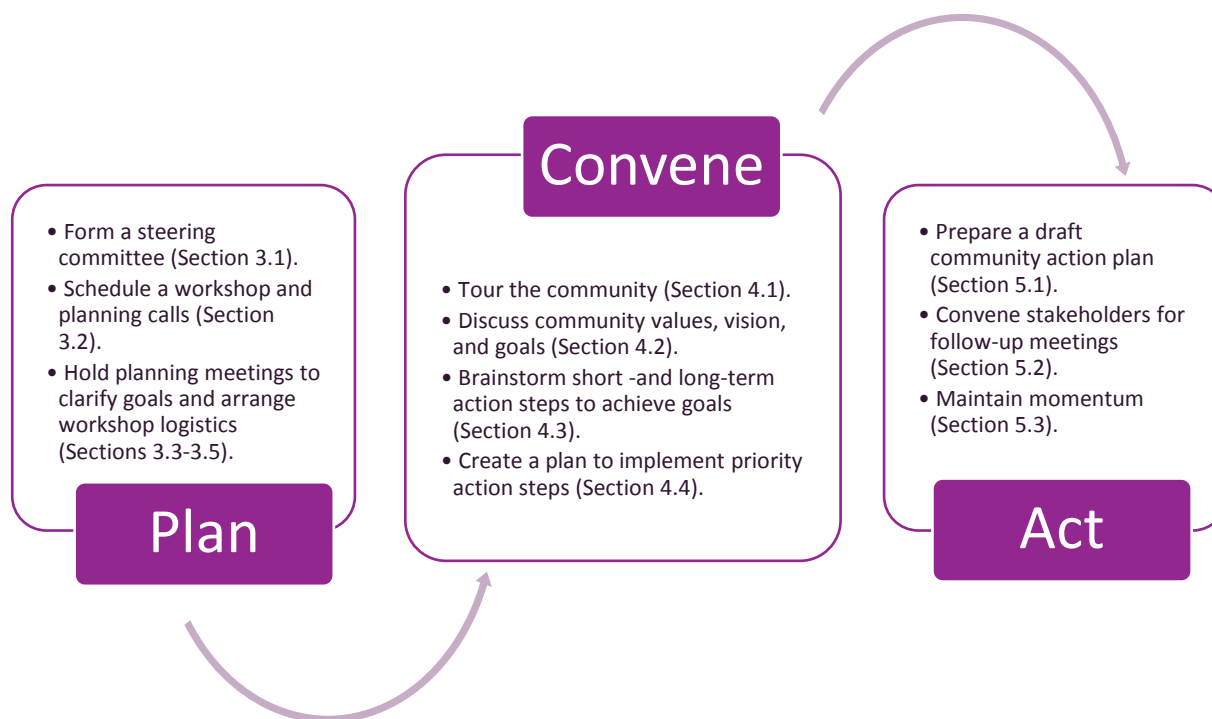 • Form a steering
committee (Section 3.1).
• Schedule a workshop and
planning calls (Section
3.2).
• Hold planning meetings to
clarify goals and arrange
workshop logistics
(Sections 3.3-3.5).
Plan
Convene
• Tour the community (Section 4.1).
• Discuss community values, vision,
and goals (Section 4.2).
• Brainstorm short -and long-term
action steps to achieve goals
(Section 4.3).
• Create a plan to implement priority
action steps (Section 4.4).
• Prepare a draft
community action plan
(Section 5.1).
• Convene stakeholders for
follow-up meetings
(Section 5.2).
• Maintain momentum
(Section 5.3).
Act